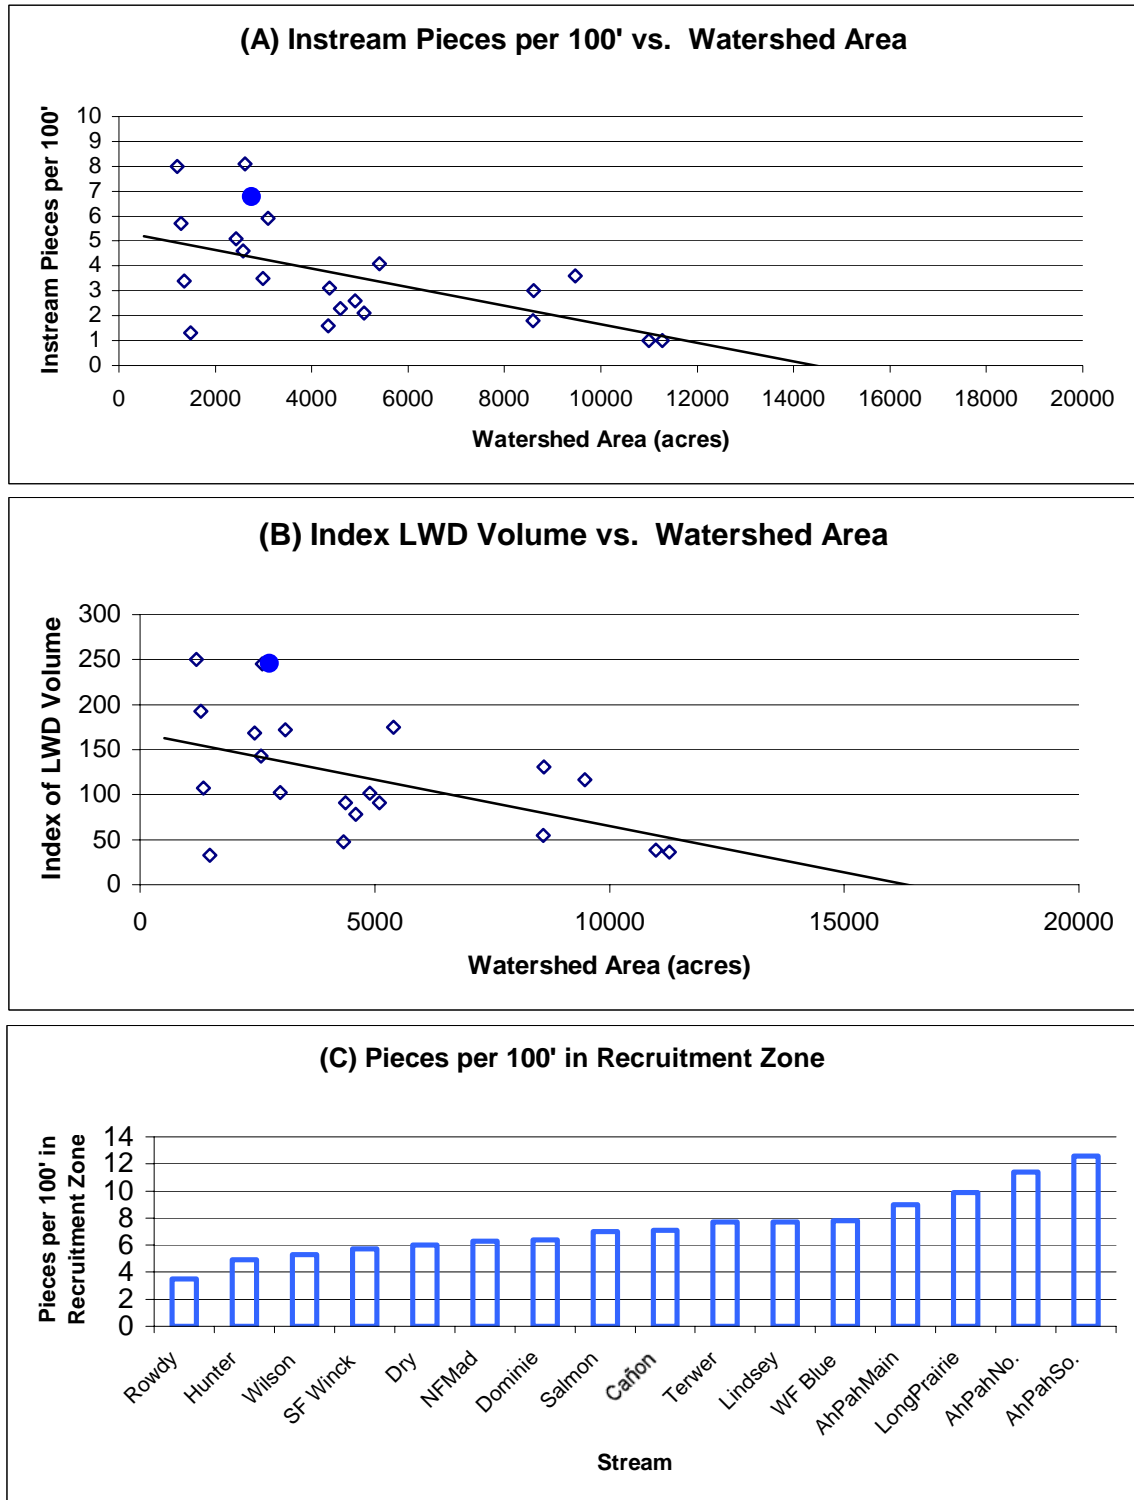 (A) Instream Pieces per 100' vs.  Watershed Area
Instream Pieces per 100'
10
9
8
7
6
5
4
3
2
1
0
0 2000 4000 6000 8000 10000 12000 14000 16000 18000 20000
Watershed Area (acres)
(B) Index LWD Volume vs.  Watershed Area
Index of LWD Volume
300
250
200
150
100
50
0
0 5000 10000 15000 20000
Watershed Area (acres)
(C) Pieces per 100' in Recruitment Zone
Pieces per 100' in
Recruitment Zone
14
12
10
8
6
4
2
0
Rowdy Hunter Wilson SF Winck Dry NFMad Dominie Salmon Cañon Terwer Lindsey WF Blue AhPahMain LongPrairie AhPahNo. AhPahSo.
Stream